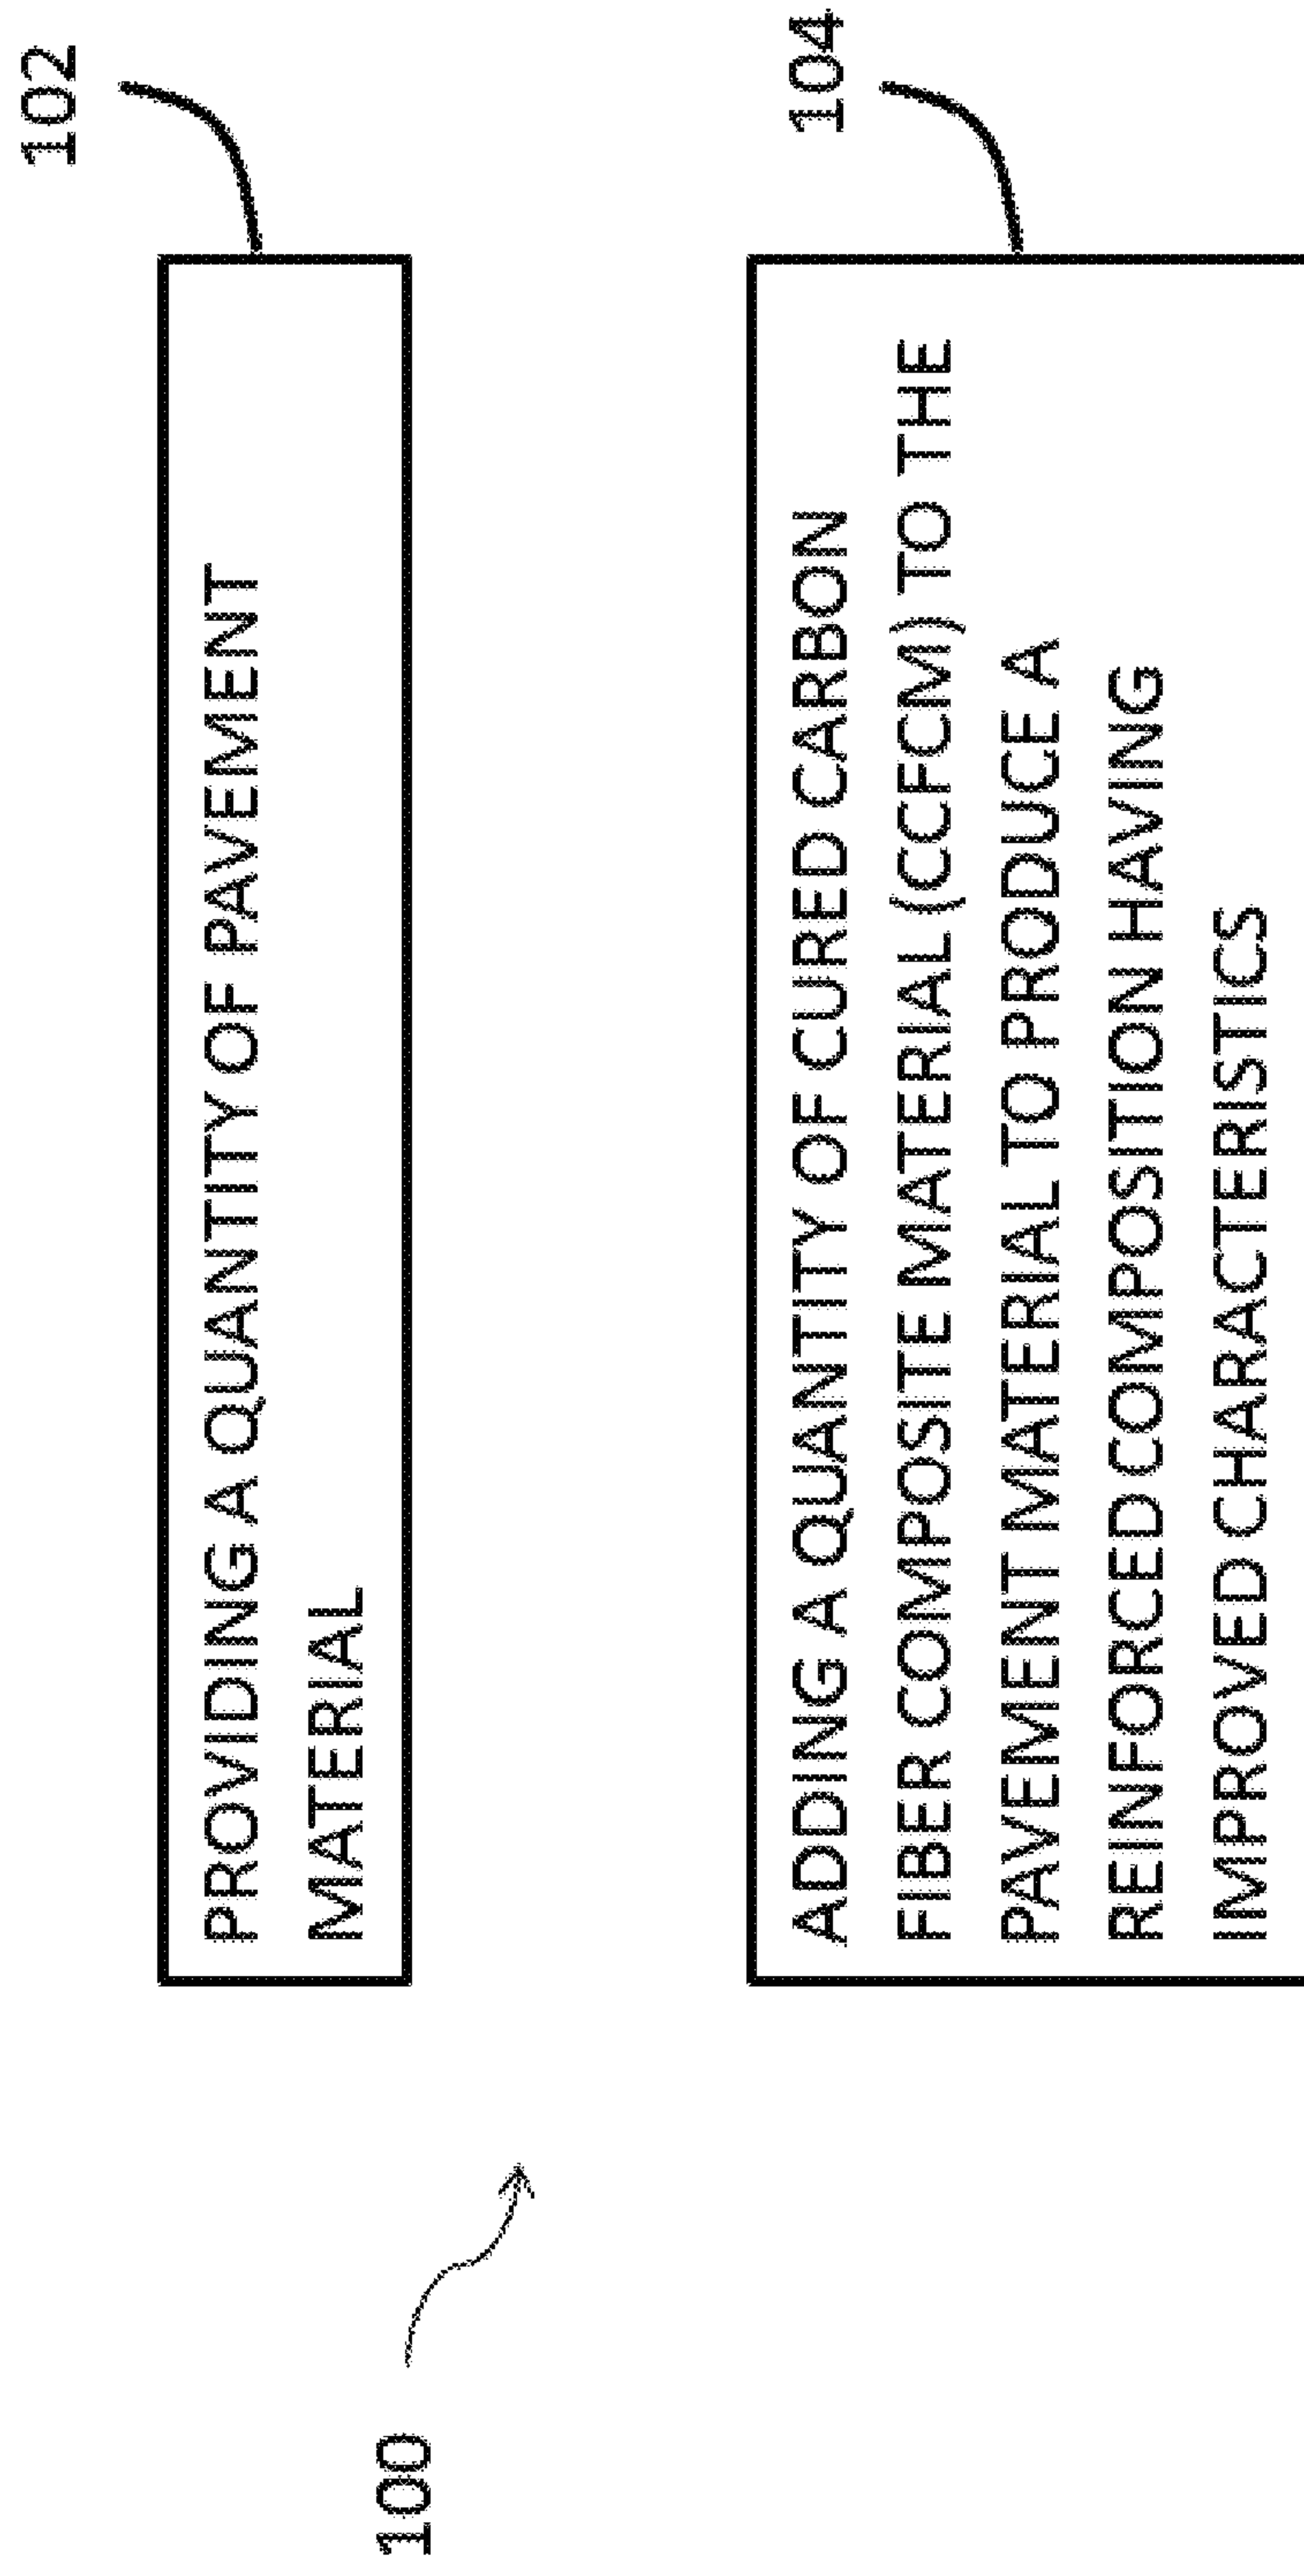 102
PROVIDING A QUANTITY OF PAVEMENT
MATERIAL
100
104
ADDING A QUANTITY OF CURED CARBON
FIBER COMPOSITE MATERIAL (CCFCM) TO THE
PAVEMENT MATERIAL TO PRODUCE A
REINFORCED COMPOSITION HAVING
IMPROVED CHARACTERISTICS